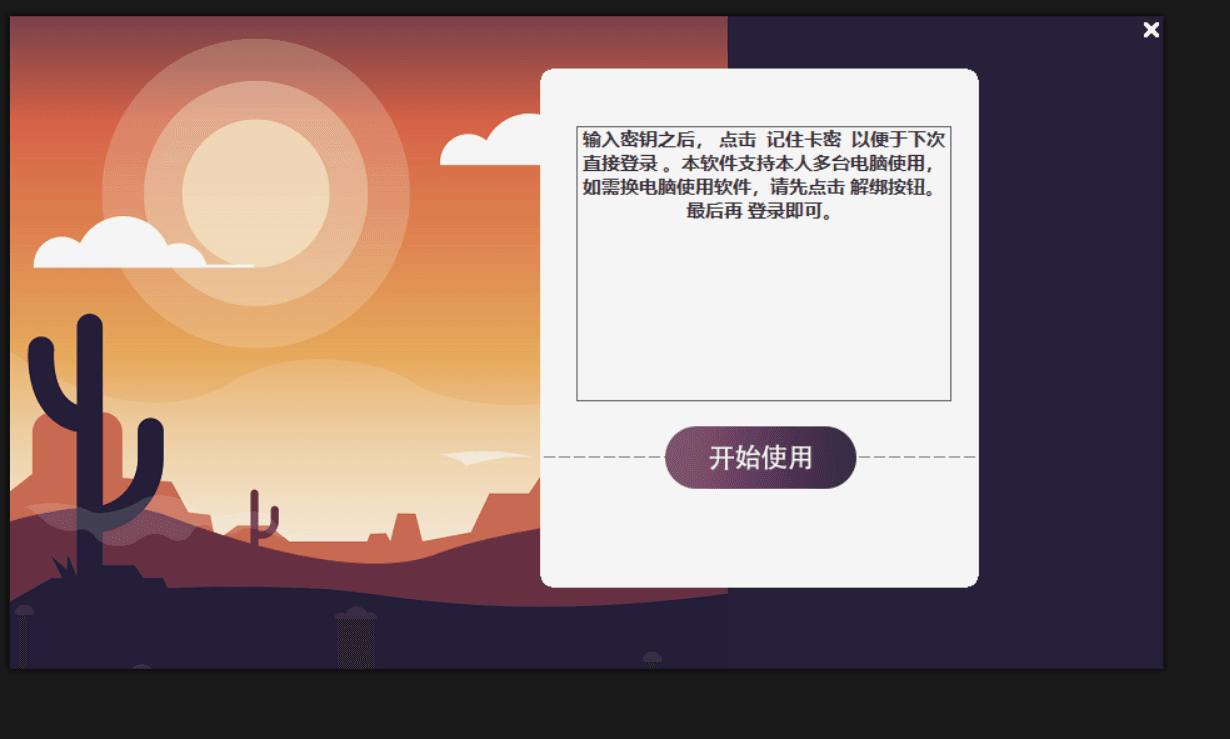 输入密钥之后， 点击 记住卡密 以便于下次
直接登录 。本软件支持本人多台电脑使用，
如需换电脑使用软件，请先点击 解绑按钮。
最后再 登录即可。
开始使用